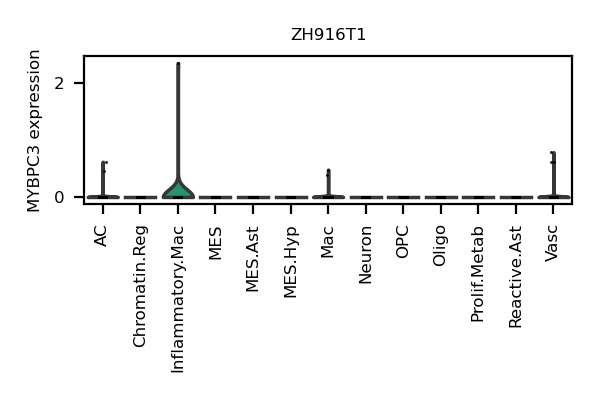 ZH916T1
MYBPC3 expression
2
0
AC
Chromatin.Reg
Inflammatory.Mac
MES
MES.Ast
MES.Hyp
Mac
Neuron
OPC
Oligo
Prolif.Metab
Reactive.Ast
Vasc